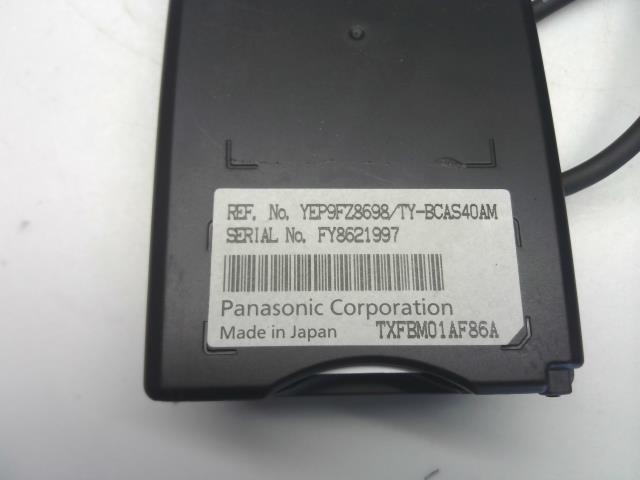 REF. No. YEP9FZ8698/TY-BCAS40AM
SERIAL No. FY8621997
Panasonic Corporation
Made in Japan TXFBM01AF86A